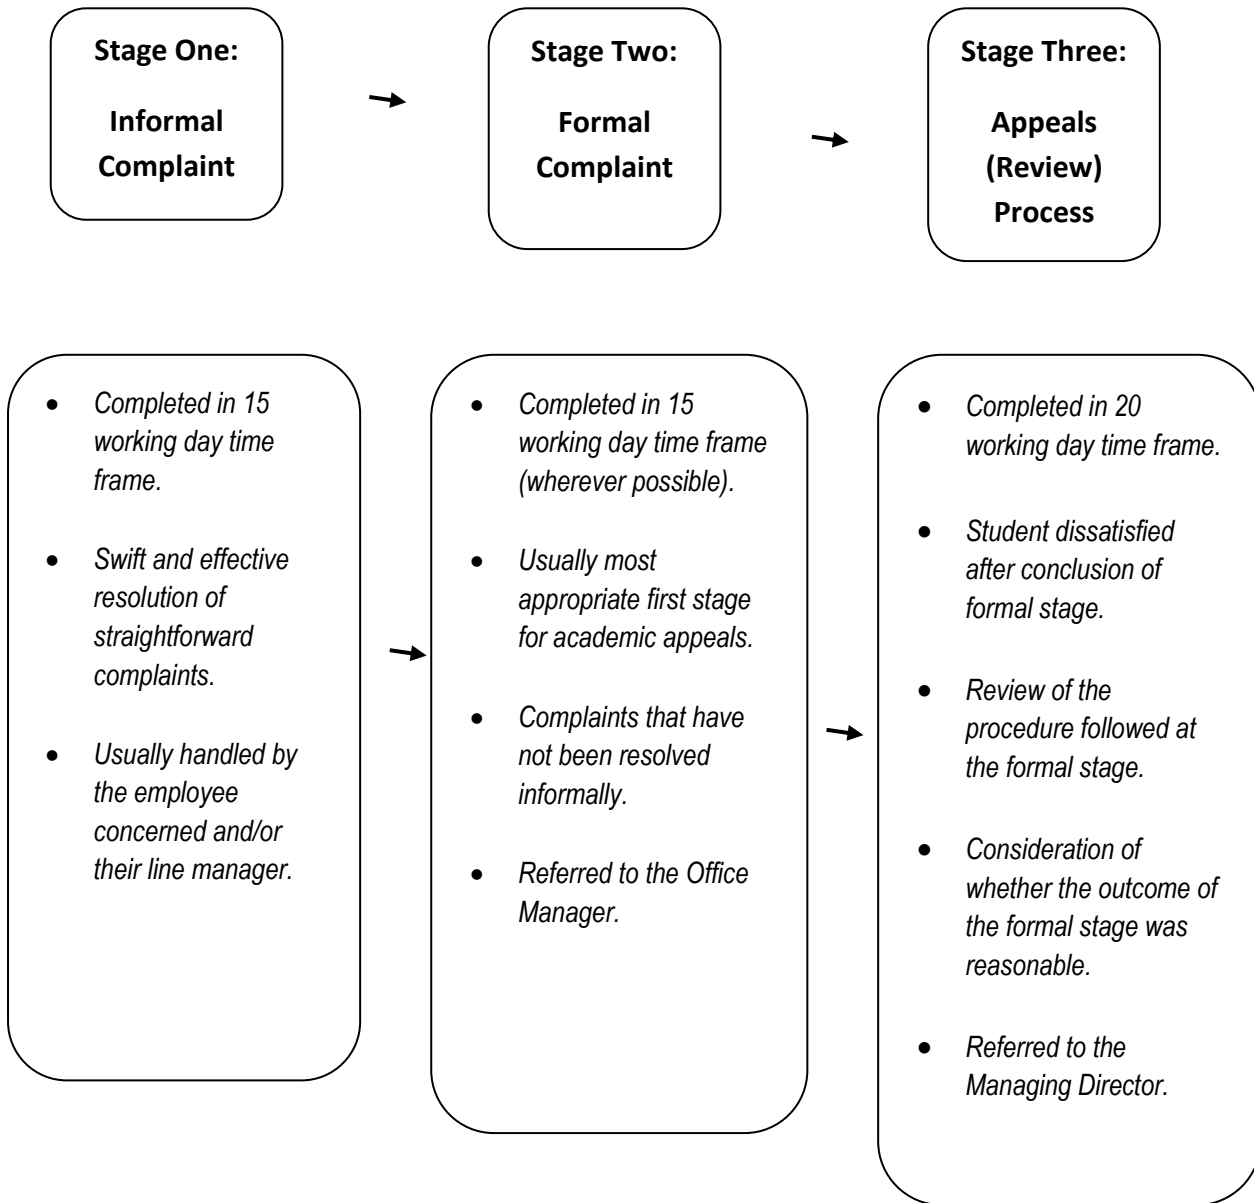 Stage One:
Informal
Complaint
Stage Two:
Formal
Complaint
Stage Three:
Appeals
(Review)
Process
• Completed in 15
working day time
frame.
• Swift and effective
resolution of
straightforward
complaints.
• Usually handled by
the employee
concerned and/or
their line manager.
• Completed in 15
working day time frame
(wherever possible).
• Usually most
appropriate first stage
for academic appeals.
• Complaints that have
not been resolved
informally.
• Referred to the Office
Manager.
• Completed in 20
working day time frame.
• Student dissatisfied
after conclusion of
formal stage.
• Review of the
procedure followed at
the formal stage.
• Consideration of
whether the outcome of
the formal stage was
reasonable.
• Referred to the
Managing Director.